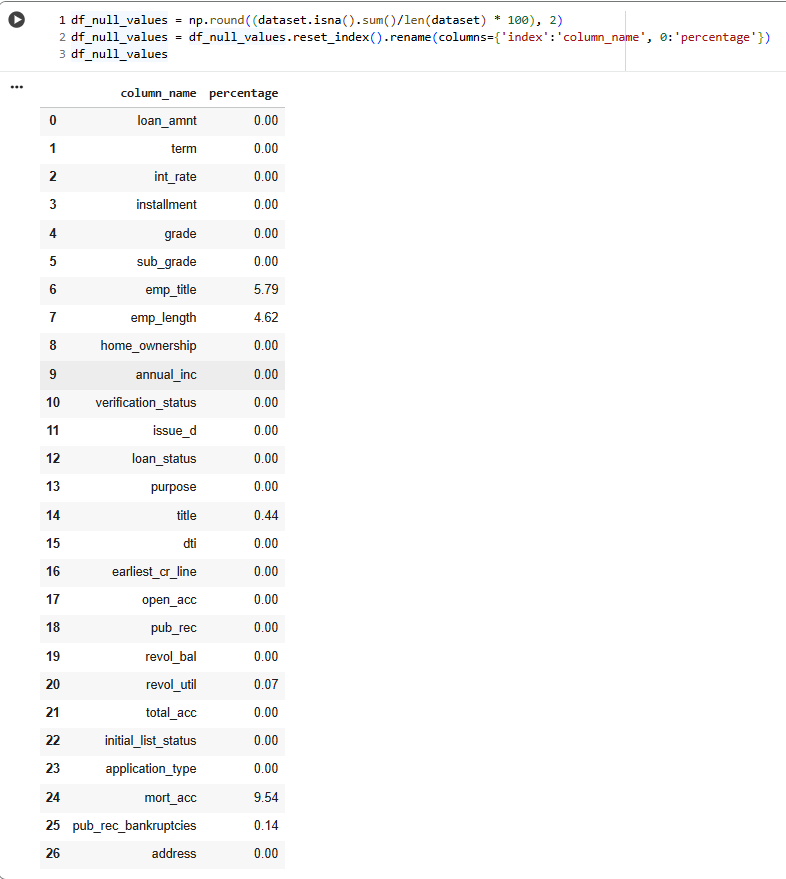 1 df_null_values = np.round((dataset.isna().sum()/len(dataset) * 100), 2)
2 df_null_values = df_null_values.reset_index().rename(columns={'index':'column_name', 0:'percentage'})
3 df_null_values
column_name percentage
0 loan_amnt 0.00
1 term 0.00
2 int_rate 0.00
3 installment 0.00
4 grade 0.00
5 sub_grade 0.00
6 emp_title 5.79
7 emp_length 4.62
8 home_ownership 0.00
9 annual_inc 0.00
10 verification_status 0.00
11 issue_d 0.00
12 loan_status 0.00
13 purpose 0.00
14 title 0.44
15 dti 0.00
16 earliest_cr_line 0.00
17 open_acc 0.00
18 pub_rec 0.00
19 revol_bal 0.00
20 revol_util 0.07
21 total_acc 0.00
22 initial_list_status 0.00
23 application_type 0.00
24 mort_acc 9.54
25 pub_rec_bankruptcies 0.14
26 address 0.00